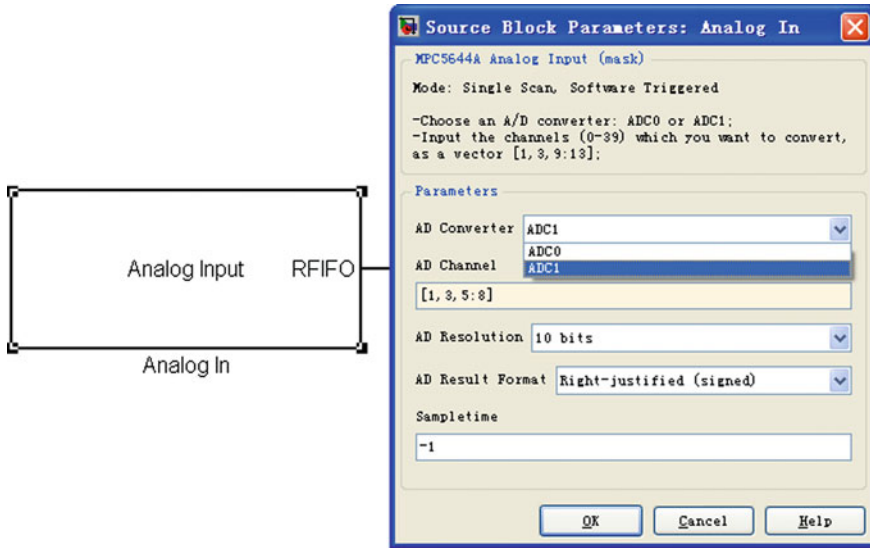 Analog Input
RFIFO
Analog In
Source Block Parameters: Analog In
MPC5644A Analog Input (mask)
Mode: Single Scan, Software Triggered
-Choose an A/D converter: ADC0 or ADC1;
-Input the channels (0-39) which you want to convert,
as a vector [1,3,9:13];
Parameters
AD Converter ADC1
ADC0
ADC1
AD Channel
[1,3,5:8]
AD Resolution 10 bits
AD Result Format Right-justified (signed)
Sampletime
-1
OK Cancel Help